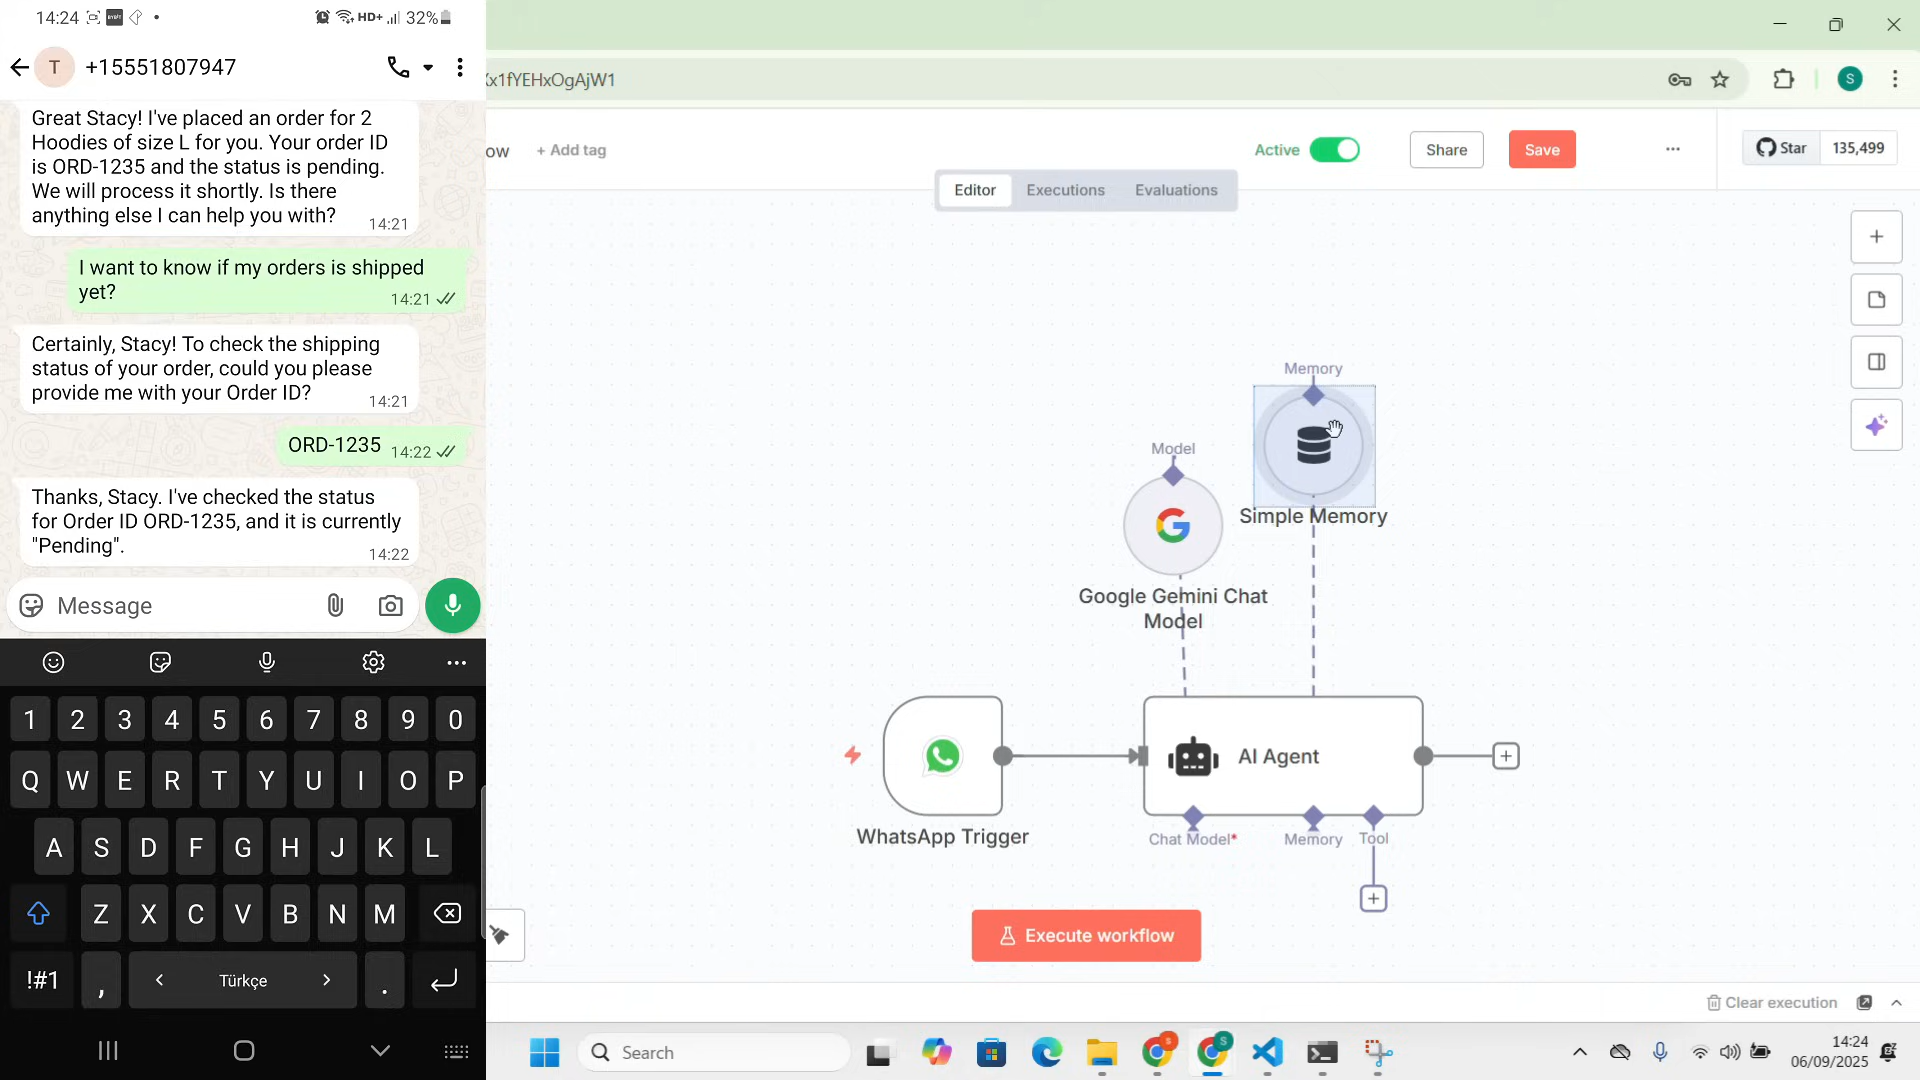 14:24
HD+
32%
T
+15551807947
Great Stacy! I've placed an order for 2
Hoodies of size L for you. Your order ID
is ORD-1235 and the status is pending.
We will process it shortly. Is there
anything else I can help you with?
14:21
I want to know if my orders is shipped
yet?
14:21
Certainly, Stacy! To check the shipping
status of your order, could you please
provide me with your Order ID?
14:21
ORD-1235
14:22
Thanks, Stacy. I've checked the status
for Order ID ORD-1235, and it is currently
"Pending".
14:22
Message
1 2 3 4 5 6 7 8 9 0
Q W E R T Y U I O P
A S D F G H J K L
Z X C V B N M
!#1 , < Türkçe > .
x1fYEHxOgAjW1
S
ow
+ Add tag
Active
Share
Save
...
Star
135,499
Editor
Executions
Evaluations
Memory
Simple Memory
Model
Google Gemini Chat
Model
WhatsApp Trigger
AI Agent
Chat Model*
Memory
Tool
Execute workflow
Clear execution
Search
14:24
06/09/2025